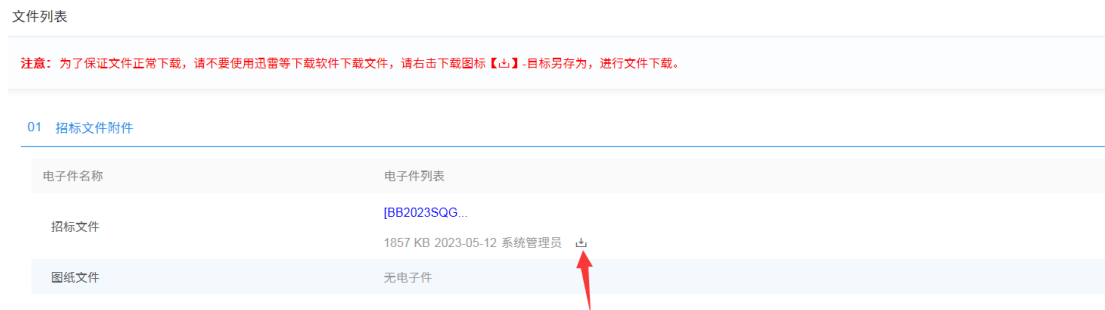 文件列表
注意：为了保证文件正常下载，请不要使用迅雷等下载软件下载文件，请右击下载图标【】-目标另存为，进行文件下载。
01 招标文件附件
电子件名称 电子件列表
招标文件 [BB2023SQG...
1857 KB 2023-05-12 系统管理员
图纸文件 无电子件